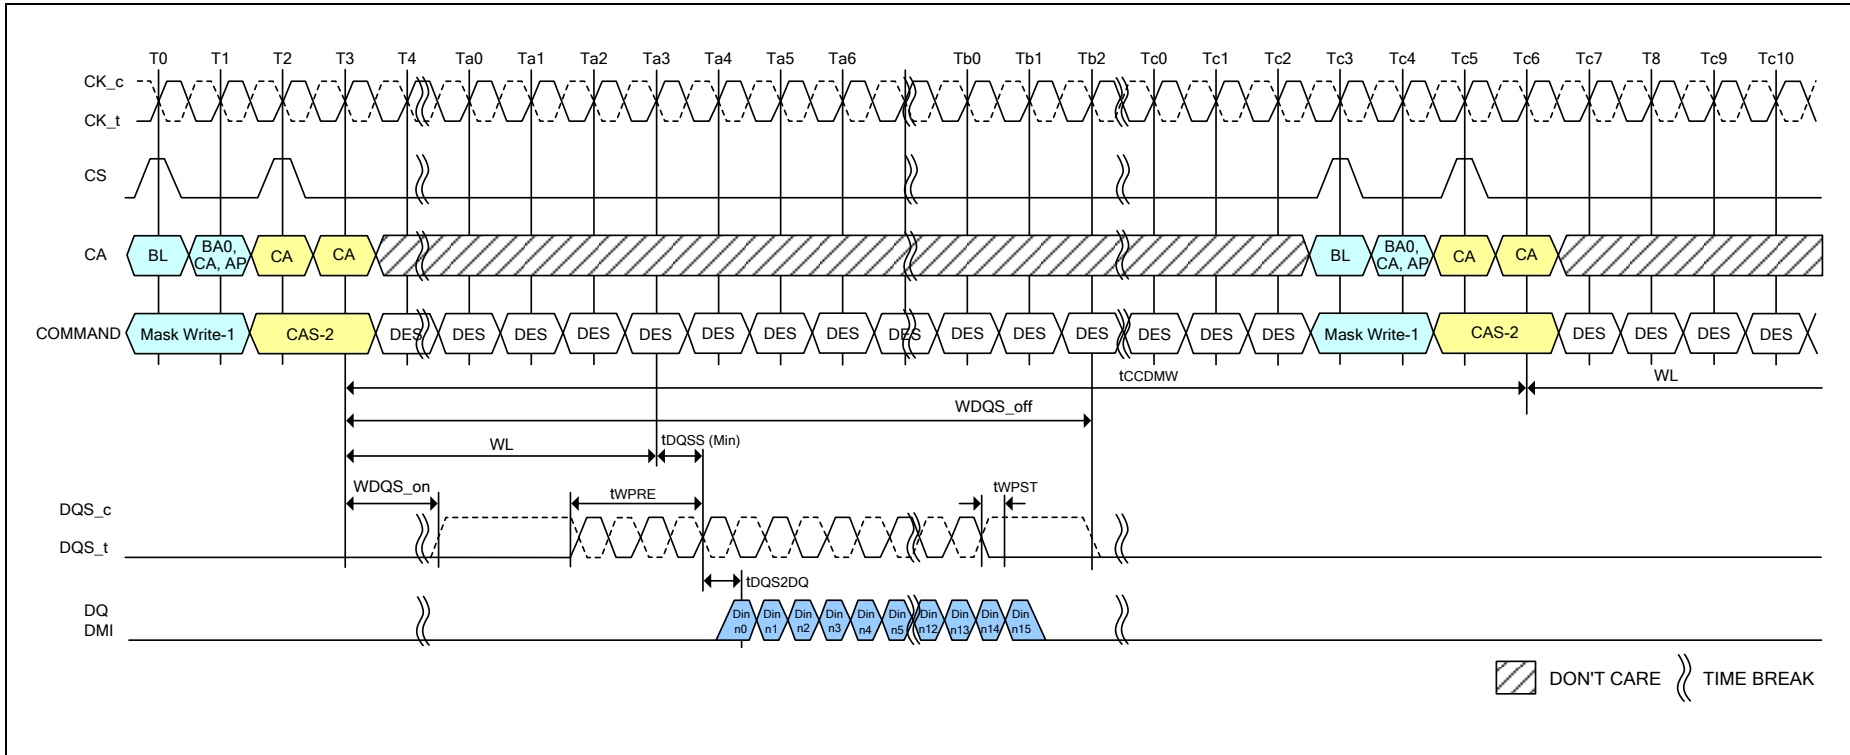 T0 T1 T2 T3 T4 Ta0 Ta1 Ta2 Ta3 Ta4 Ta5 Ta6 Tb0 Tb1 Tb2 Tc0 Tc1 Tc2 Tc3 Tc4 Tc5 Tc6 Tc7 T8 Tc9 Tc10
CK_c
CK_t
CS
CA BL BA0, CA, AP CA CA BL BA0, CA, AP CA CA
COMMAND Mask Write-1 CAS-2 DES DES DES DES DES DES DES DES DES DES DES DES DES DES DES Mask Write-1 CAS-2 DES DES DES DES
tCCDMW WL
WDQS_off
WL tDQSS (Min)
WDQS_on tWPRE tWPST
DQS_c
DQS_t
tDQS2DQ
DQ
DMI
Din Din Din Din Din Din Din Din Din Din
n0 n1 n2 n3 n4 n5 n12 n13 n14 n15
DON'T CARE TIME BREAK